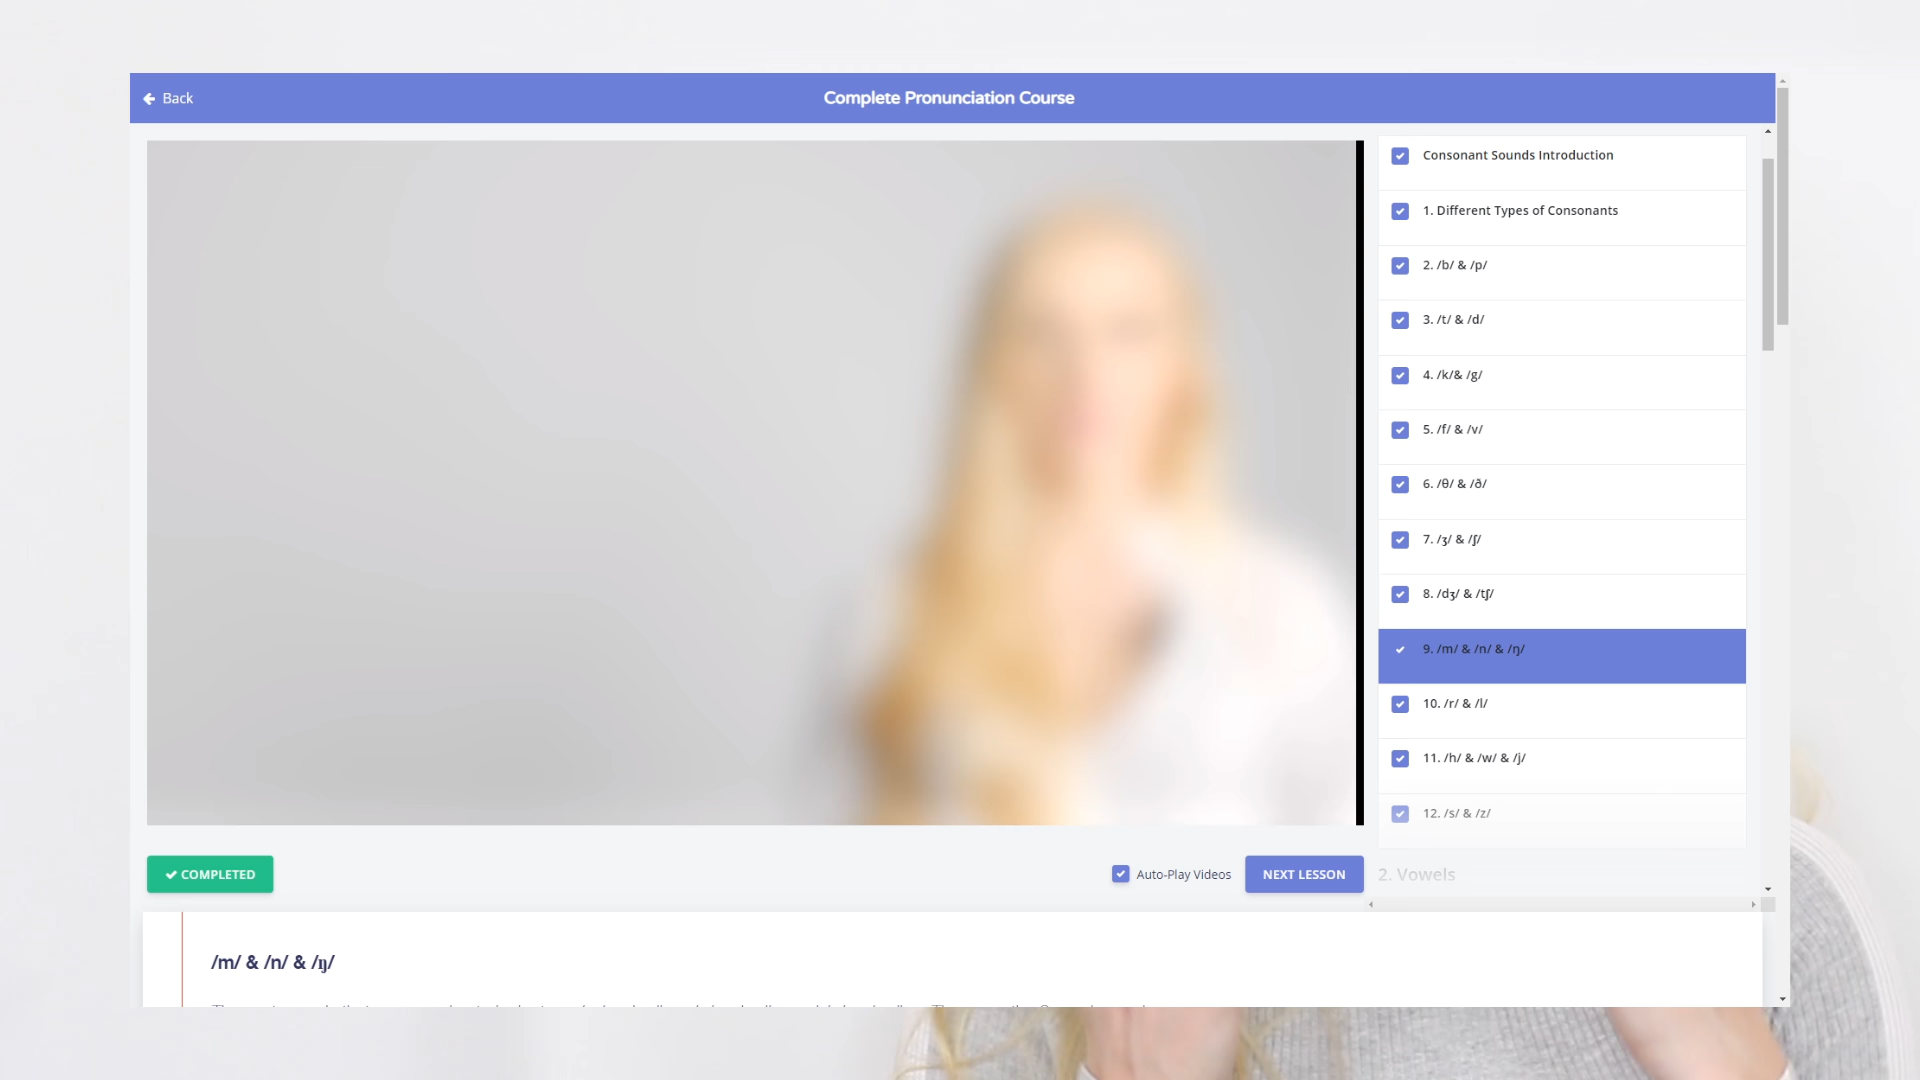 Back
Complete Pronunciation Course
Consonant Sounds Introduction
1. Different Types of Consonants
2. /b/ & /p/
3. /t/ & /d/
4. /k/& /g/
5. /f/ & /v/
6. /θ/ & /ð/
7. /ʒ/ & /ʃ/
8. /dʒ/ & /tʃ/
9. /m/ & /n/ & /ŋ/
10. /r/ & /l/
11. /h/ & /w/ & /j/
12. /s/ & /z/
COMPLETED
Auto-Play Videos
NEXT LESSON
2. Vowels
/m/ & /n/ & /ŋ/